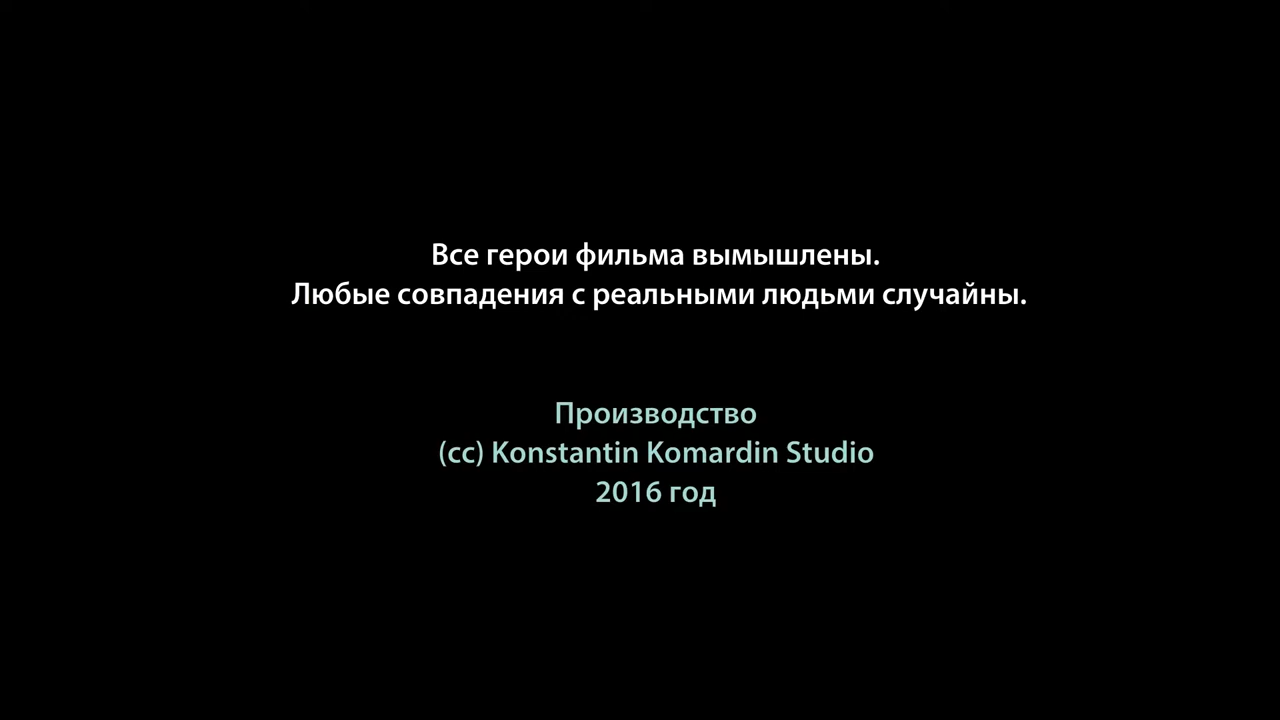 Все герои фильма вымышлены.
Любые совпадения с реальными людьми случайны.
Производство
(cc) Konstantin Komardin Studio
2016 год